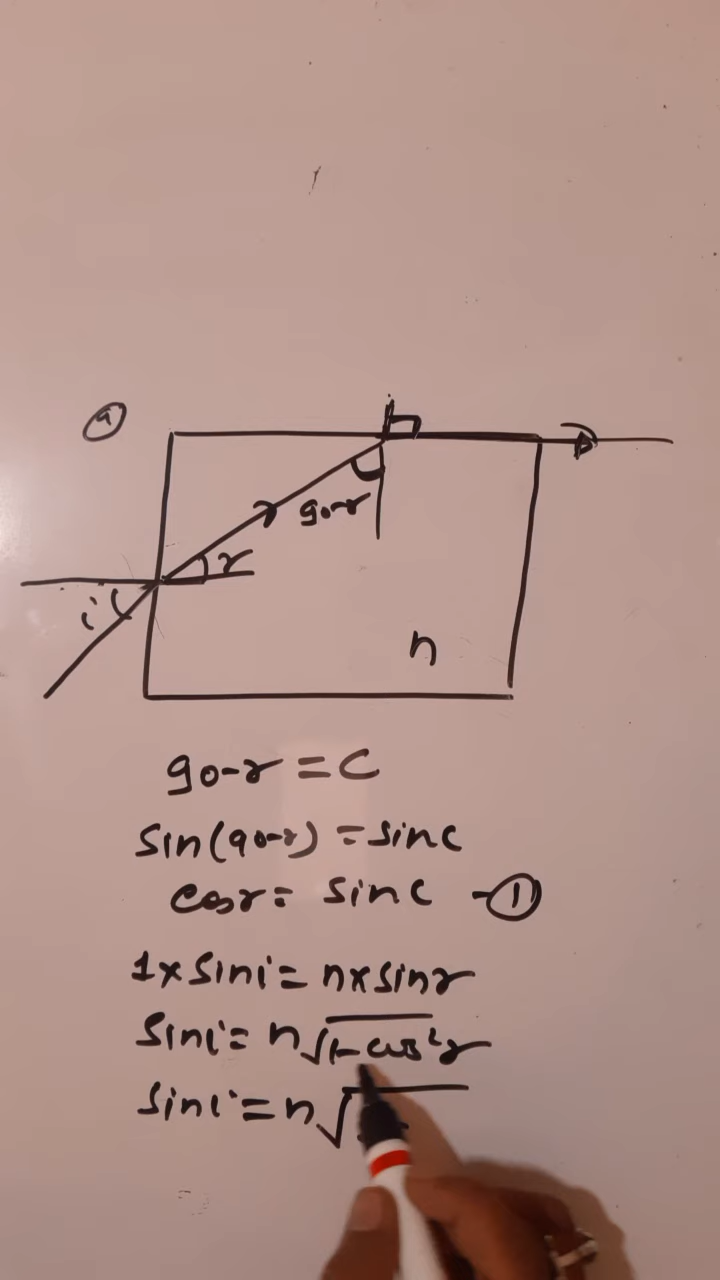 a
90-r
r
i
n
90-r = C
Sin(90-r) = sinc
cosr = sinc - ①
1×sini = n×sinr
Sini = n√1-cos²r
Sini = n√